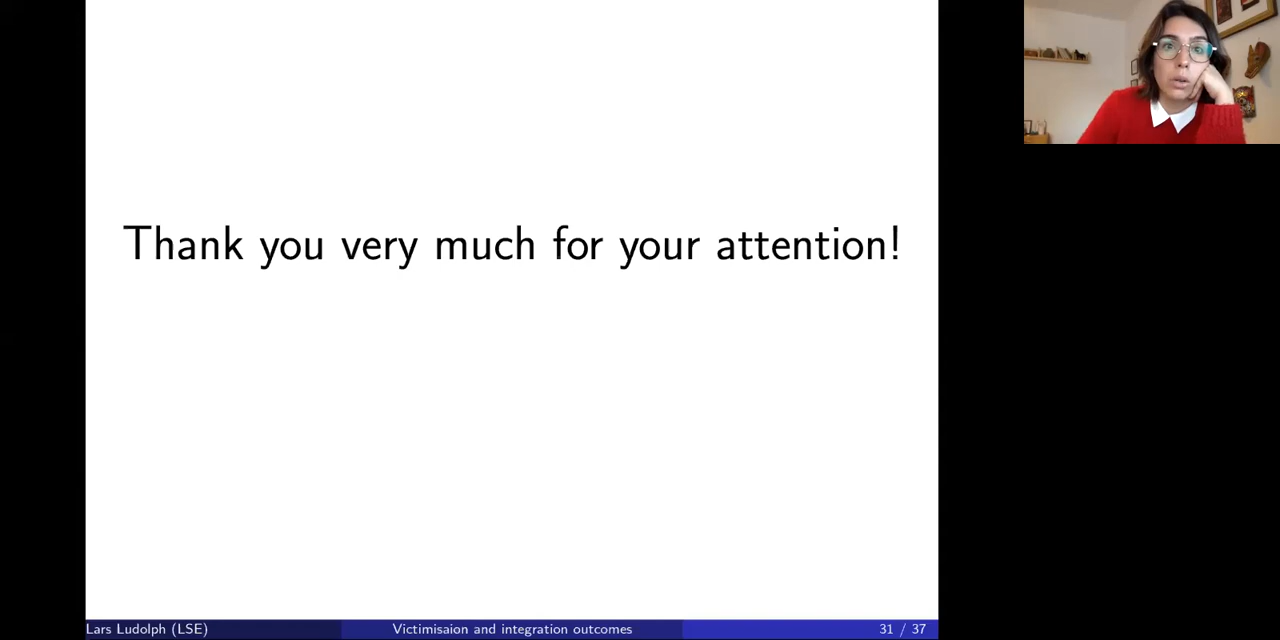 Thank you very much for your attention!
Lars Ludolph (LSE)
Victimisaion and integration outcomes
31 / 37